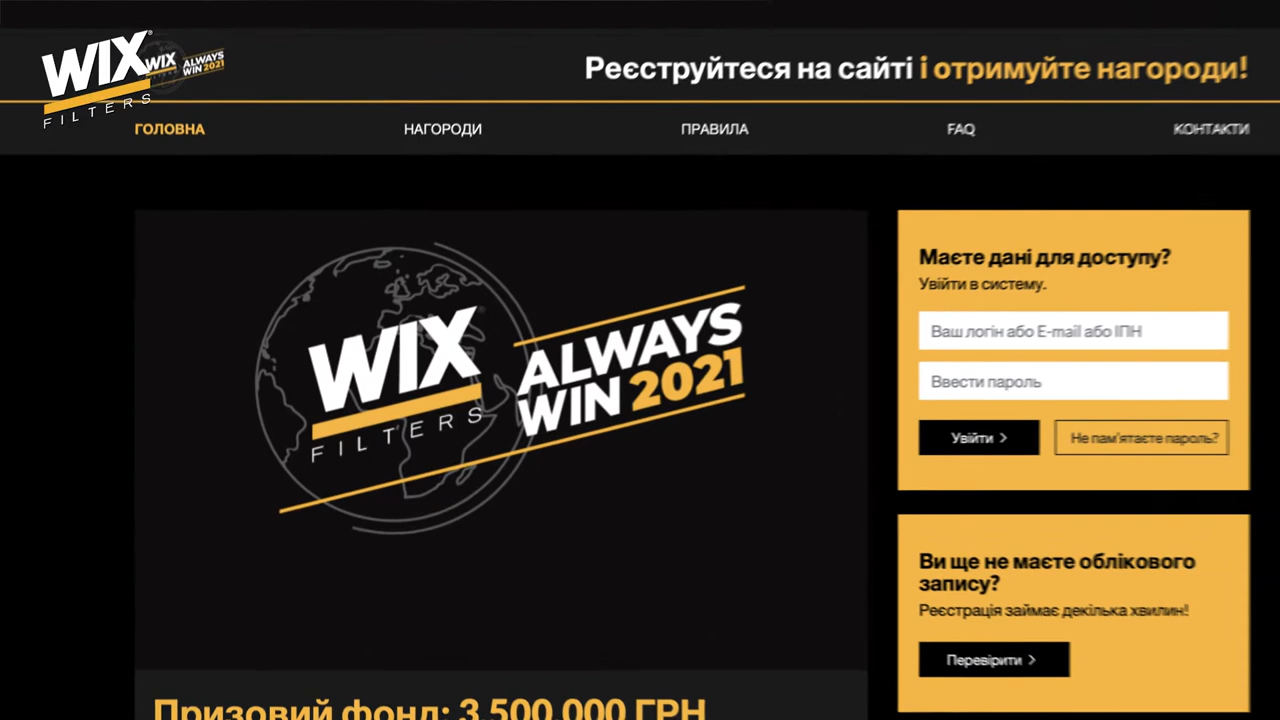 WIX
FILTERS
WIX
ALWAYS
WIN 2021
Реєструйтеся на сайті і отримуйте нагороди!
ГОЛОВНА
НАГОРОДИ
ПРАВИЛА
FAQ
КОНТАКТИ
WIX
FILTERS
ALWAYS
WIN 2021
Маєте дані для доступу?
Увійти в систему.
Ваш логін або E-mail або ІПН
Ввести пароль
Увійти
Не пам'ятаєте пароль?
Ви ще не маєте облікового
запису?
Реєстрація займає декілька хвилин!
Перевірити
Призовий фонд: 3 500 000 ГРН